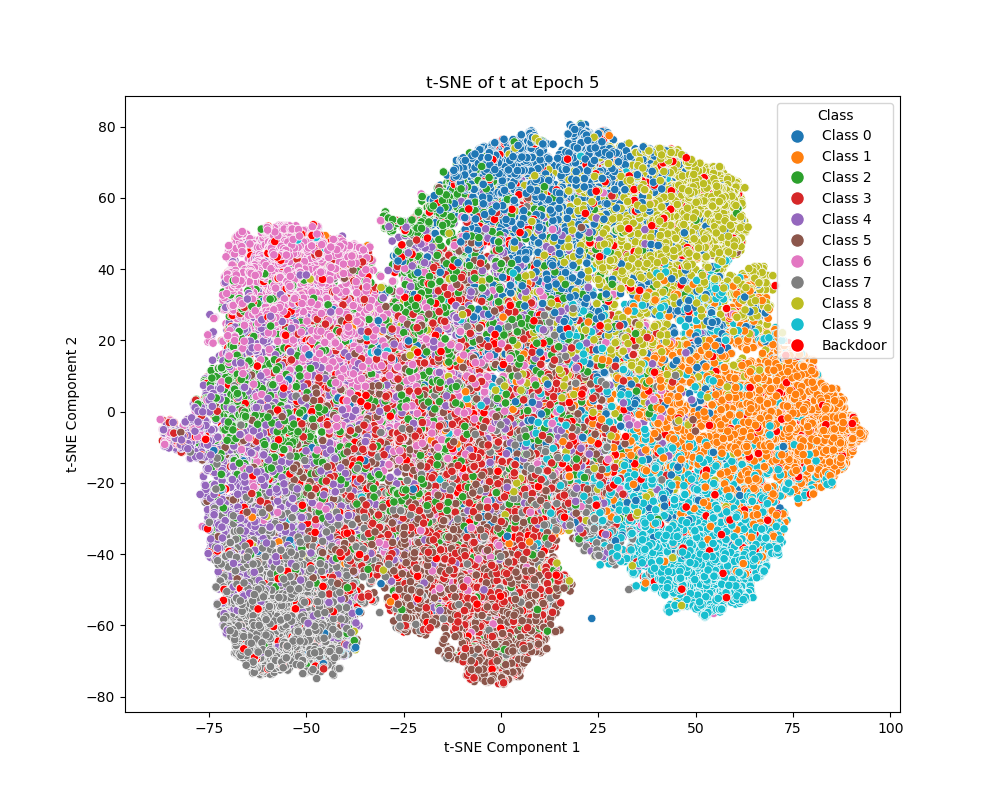 t-SNE of t at Epoch 5
Class
Class 0
Class 1
Class 2
Class 3
Class 4
Class 5
Class 6
Class 7
Class 8
Class 9
Backdoor
80
60
40
20
0
−20
−40
−60
−80
t-SNE Component 2
−75 −50 −25 0 25 50 75 100
t-SNE Component 1